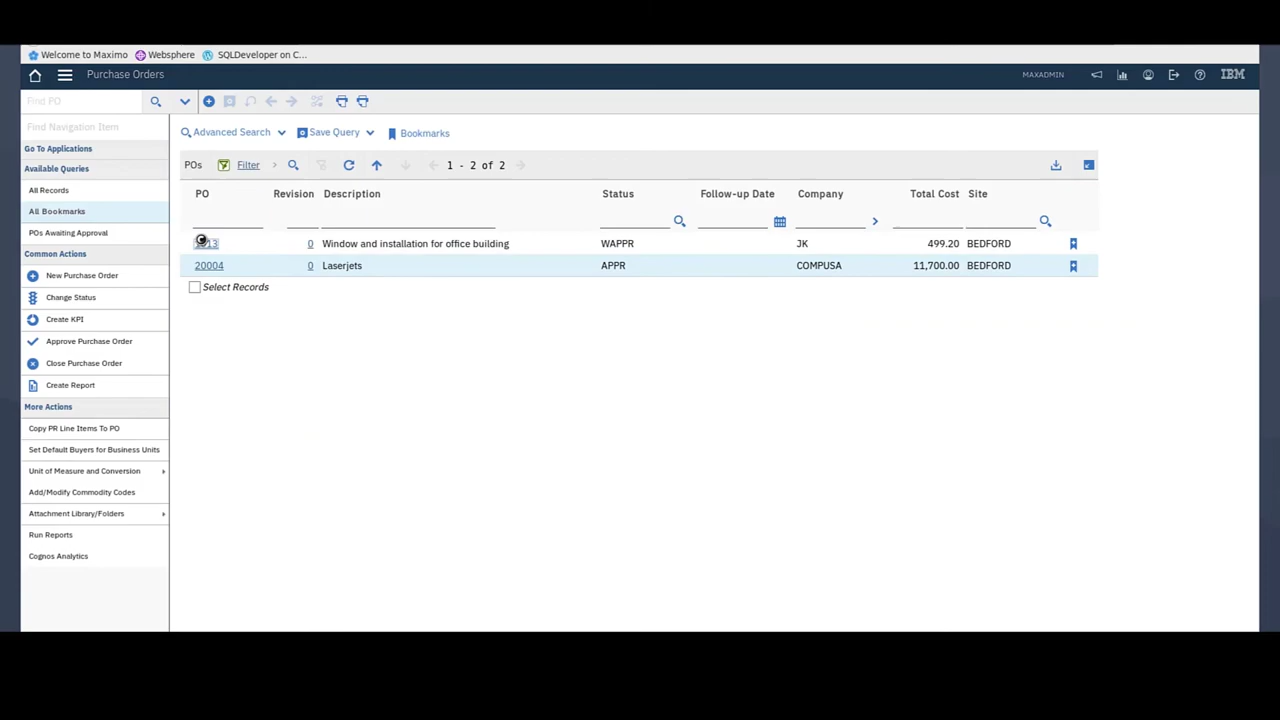 Welcome to Maximo Websphere SQLDeveloper on C...
Purchase Orders MAXADMIN IBM
Find PO
Find Navigation Item
Go To Applications
Available Queries
All Records
All Bookmarks
POs Awaiting Approval
Common Actions
New Purchase Order
Change Status
Create KPI
Approve Purchase Order
Close Purchase Order
Create Report
More Actions
Copy PR Line Items To PO
Set Default Buyers for Business Units
Unit of Measure and Conversion
Add/Modify Commodity Codes
Attachment Library/Folders
Run Reports
Cognos Analytics
Advanced Search Save Query Bookmarks
POs Filter 1 - 2 of 2
PO Revision Description Status Follow-up Date Company Total Cost Site
0 Window and installation for office building WAPPR JK 499.20 BEDFORD
20004 0 Laserjets APPR COMPUSA 11,700.00 BEDFORD
Select Records